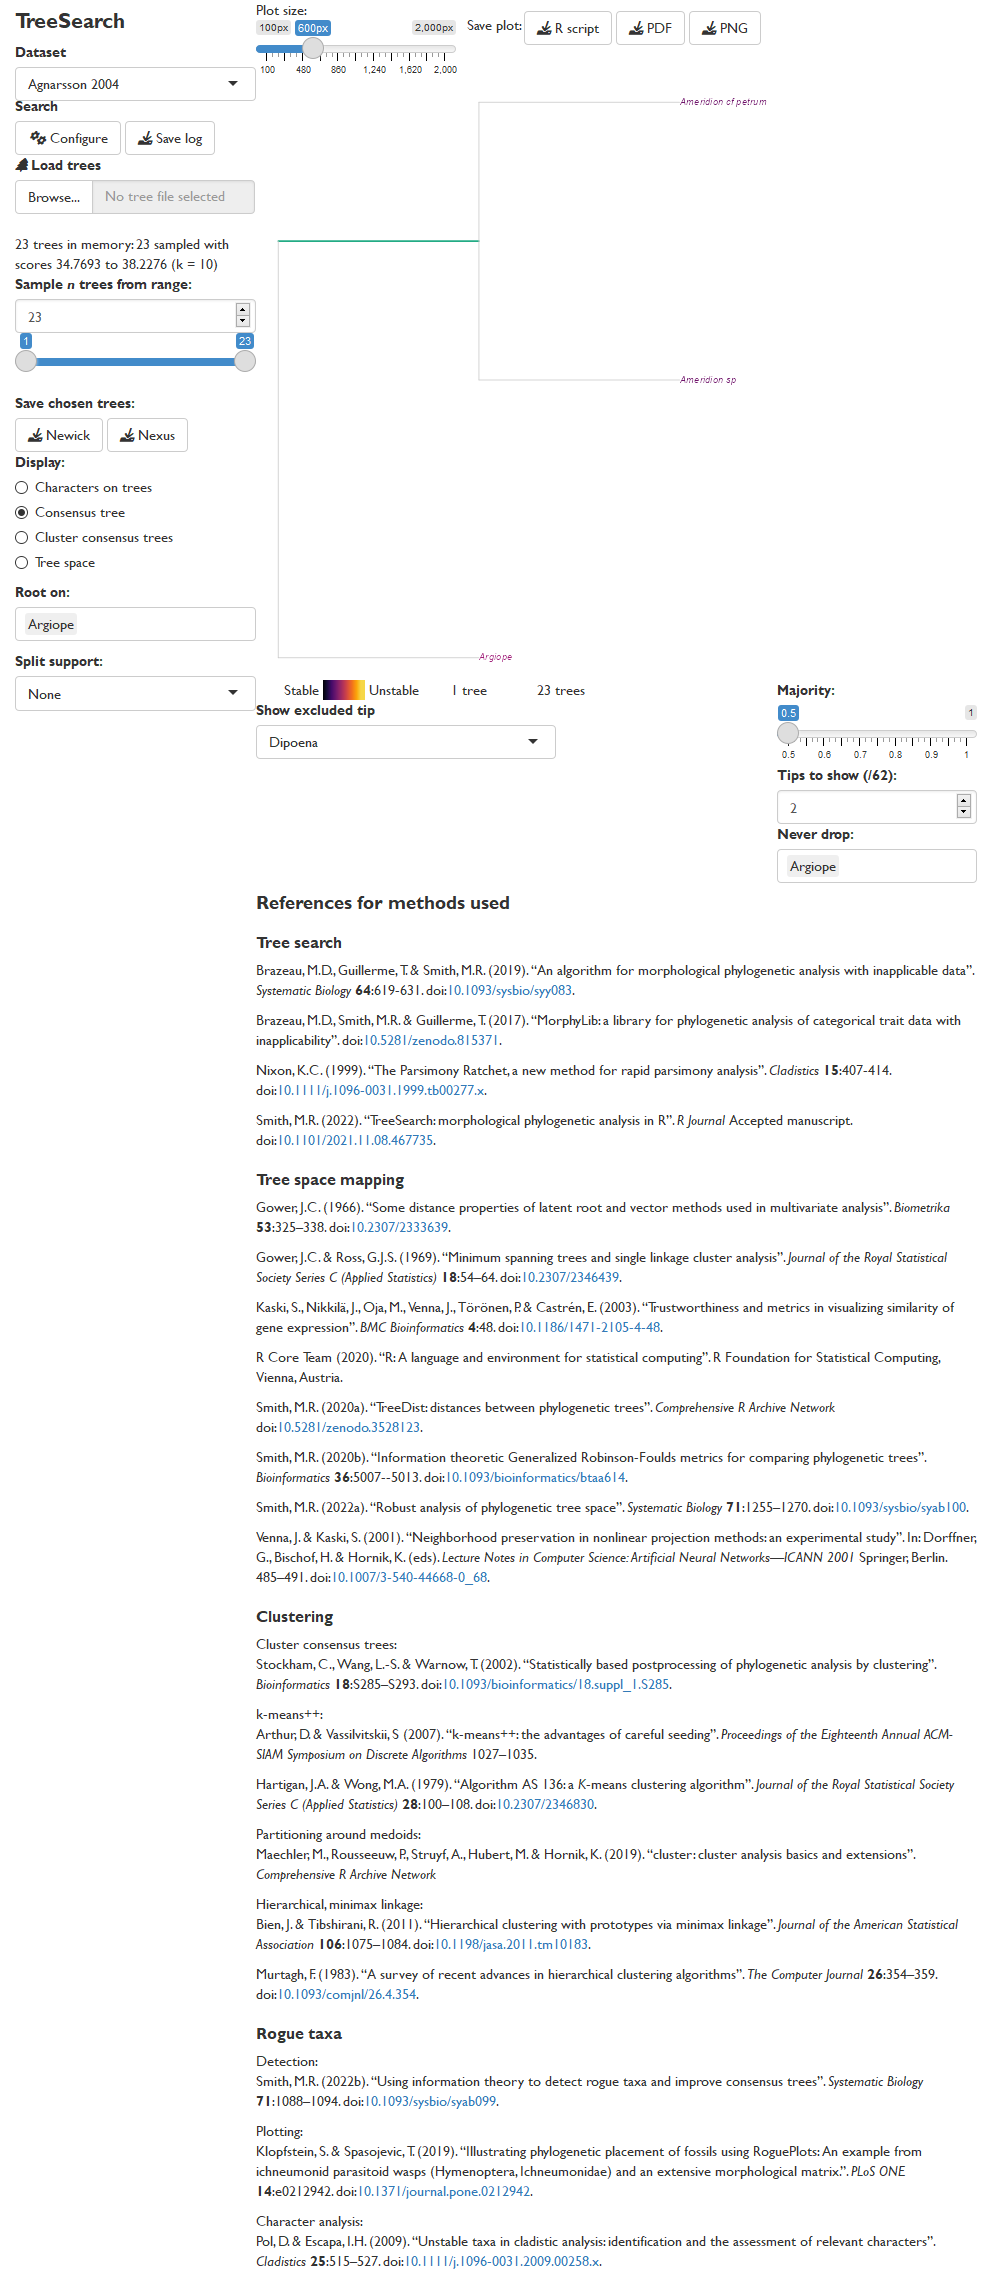 TreeSearch
Dataset
Agnarsson 2004
Search
Configure
Save log
Load trees
Browse...
No tree file selected
23 trees in memory: 23 sampled with
scores 34.7693 to 38.2276 (k = 10)
Sample n trees from range:
23
1
23
Save chosen trees:
Newick
Nexus
Display:
Characters on trees
Consensus tree
Cluster consensus trees
Tree space
Root on:
Argiope
Split support:
None
Plot size:
100px
600px
2,000px
100 480 860 1,240 1,620 2,000
Save plot:
R script
PDF
PNG
Ameridion cf petrum
Ameridion sp
Argiope
Stable
Unstable
1 tree
23 trees
Show excluded tip
Dipoena
Majority:
0.5
1
0.5 0.6 0.7 0.8 0.9 1
Tips to show (/62):
2
Never drop:
Argiope
References for methods used
Tree search
Brazeau, M.D., Guillerme, T. & Smith, M.R. (2019). “An algorithm for morphological phylogenetic analysis with inapplicable data”.
Systematic Biology 64:619-631. doi:10.1093/sysbio/syy083.
Brazeau, M.D., Smith, M.R. & Guillerme, T. (2017). “MorphyLib: a library for phylogenetic analysis of categorical trait data with
inapplicability”. doi:10.5281/zenodo.815371.
Nixon, K.C. (1999). “The Parsimony Ratchet, a new method for rapid parsimony analysis”. Cladistics 15:407-414.
doi:10.1111/j.1096-0031.1999.tb00277.x.
Smith, M.R. (2022). “TreeSearch: morphological phylogenetic analysis in R”. R Journal Accepted manuscript.
doi:10.1101/2021.11.08.467735.
Tree space mapping
Gower, J.C. (1966). “Some distance properties of latent root and vector methods used in multivariate analysis”. Biometrika
53:325–338. doi:10.2307/2333639.
Gower, J.C. & Ross, G.J.S. (1969). “Minimum spanning trees and single linkage cluster analysis”. Journal of the Royal Statistical
Society Series C (Applied Statistics) 18:54–64. doi:10.2307/2346439.
Kaski, S., Nikkilä, J., Oja, M., Venna, J., Törönen, P. & Castrén, E. (2003). “Trustworthiness and metrics in visualizing similarity of
gene expression”. BMC Bioinformatics 4:48. doi:10.1186/1471-2105-4-48.
R Core Team (2020). “R: A language and environment for statistical computing”. R Foundation for Statistical Computing,
Vienna, Austria.
Smith, M.R. (2020a). “TreeDist: distances between phylogenetic trees”. Comprehensive R Archive Network
doi:10.5281/zenodo.3528123.
Smith, M.R. (2020b). “Information theoretic Generalized Robinson-Foulds metrics for comparing phylogenetic trees”.
Bioinformatics 36:5007--5013. doi:10.1093/bioinformatics/btaa614.
Smith, M.R. (2022a). “Robust analysis of phylogenetic tree space”. Systematic Biology 71:1255–1270. doi:10.1093/sysbio/syab100.
Venna, J. & Kaski, S. (2001). “Neighborhood preservation in nonlinear projection methods: an experimental study”. In: Dorffner,
G., Bischof, H. & Hornik, K. (eds). Lecture Notes in Computer Science: Artificial Neural Networks—ICANN 2001 Springer, Berlin.
485–491. doi:10.1007/3-540-44668-0_68.
Clustering
Cluster consensus trees:
Stockham, C., Wang, L.-S. & Warnow, T. (2002). “Statistically based postprocessing of phylogenetic analysis by clustering”.
Bioinformatics 18:S285–S293. doi:10.1093/bioinformatics/18.suppl_1.S285.
k-means++:
Arthur, D. & Vassilvitskii, S (2007). “k-means++: the advantages of careful seeding”. Proceedings of the Eighteenth Annual ACM-
SIAM Symposium on Discrete Algorithms 1027–1035.
Hartigan, J.A. & Wong, M.A. (1979). “Algorithm AS 136: a K-means clustering algorithm”. Journal of the Royal Statistical Society
Series C (Applied Statistics) 28:100–108. doi:10.2307/2346830.
Partitioning around medoids:
Maechler, M., Rousseeuw, P., Struyf, A., Hubert, M. & Hornik, K. (2019). “cluster: cluster analysis basics and extensions”.
Comprehensive R Archive Network
Hierarchical, minimax linkage:
Bien, J. & Tibshirani, R. (2011). “Hierarchical clustering with prototypes via minimax linkage”. Journal of the American Statistical
Association 106:1075–1084. doi:10.1198/jasa.2011.tm10183.
Murtagh, F. (1983). “A survey of recent advances in hierarchical clustering algorithms”. The Computer Journal 26:354–359.
doi:10.1093/comjnl/26.4.354.
Rogue taxa
Detection:
Smith, M.R. (2022b). “Using information theory to detect rogue taxa and improve consensus trees”. Systematic Biology
71:1088–1094. doi:10.1093/sysbio/syab099.
Plotting:
Klopfstein, S. & Spasojevic, T. (2019). “Illustrating phylogenetic placement of fossils using RoguePlots: An example from
ichneumonid parasitoid wasps (Hymenoptera, Ichneumonidae) and an extensive morphological matrix.”. PLoS ONE
14:e0212942. doi:10.1371/journal.pone.0212942.
Character analysis:
Pol, D. & Escapa, I.H. (2009). “Unstable taxa in cladistic analysis: identification and the assessment of relevant characters”.
Cladistics 25:515–527. doi:10.1111/j.1096-0031.2009.00258.x.